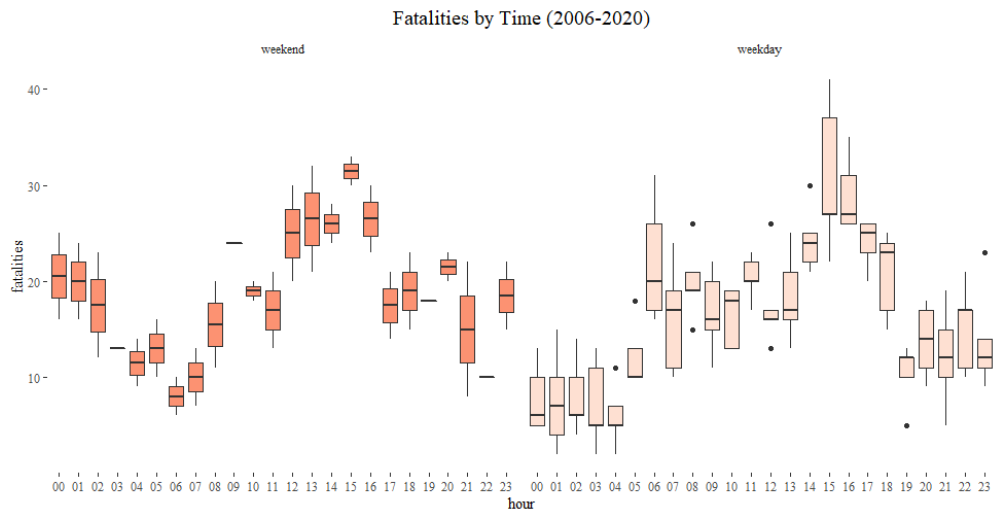 Fatalities by Time (2006-2020)
weekend
weekday
fatalities
40
30
20
10
00 01 02 03 04 05 06 07 08 09 10 11 12 13 14 15 16 17 18 19 20 21 22 23
00 01 02 03 04 05 06 07 08 09 10 11 12 13 14 15 16 17 18 19 20 21 22 23
hour